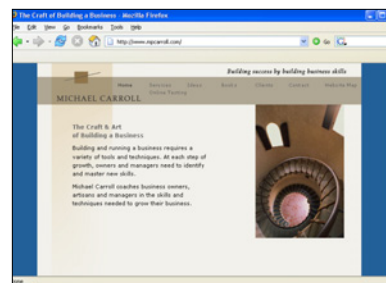 The Craft of Building a Business - Mozilla Firefox
File Edit View Go Bookmarks Tools Help
http://www.mpcarroll.com/ Go
Building success by building business skills
Home Services Ideas Books Clients Contact Website Map
Online Testing
MICHAEL CARROLL
The Craft & Art
of Building a Business
Building and running a business requires a
variety of tools and techniques. At each step of
growth, owners and managers need to identify
and master new skills.
Michael Carroll coaches business owners,
artisans and managers in the skills and
techniques needed to grow their business.
Done